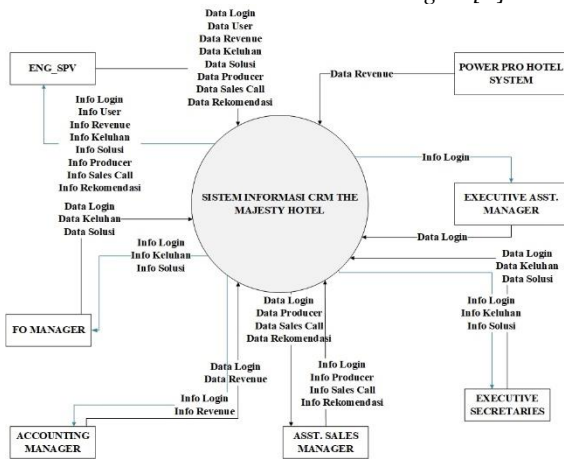 Data Login
Data User
Data Revenue
Data Keluhan
Data Solusi
Data Producer
Data Sales Call
Data Rekomendasi
ENG_SPV
POWER PRO HOTEL
SYSTEM
Data Revenue
Info Login
Info User
Info Revenue
Info Keluhan
Info Solusi
Info Producer
Info Sales Call
Info Rekomendasi
Info Login
SISTEM INFORMASI CRM THE
MAJESTY HOTEL
EXECUTIVE ASST.
MANAGER
Data Login
Data Login
Data Keluhan
Data Solusi
Data Login
Data Keluhan
Data Solusi
Info Login
Info Keluhan
Info Solusi
FO MANAGER
Info Login
Info Keluhan
Info Solusi
Data Login
Data Producer
Data Sales Call
Data Rekomendasi
Data Login
Data Revenue
Info Login
Info Producer
Info Sales Call
Info Rekomendasi
Info Login
Info Revenue
EXECUTIVE
SECRETARIES
ACCOUNTING
MANAGER
ASST. SALES
MANAGER